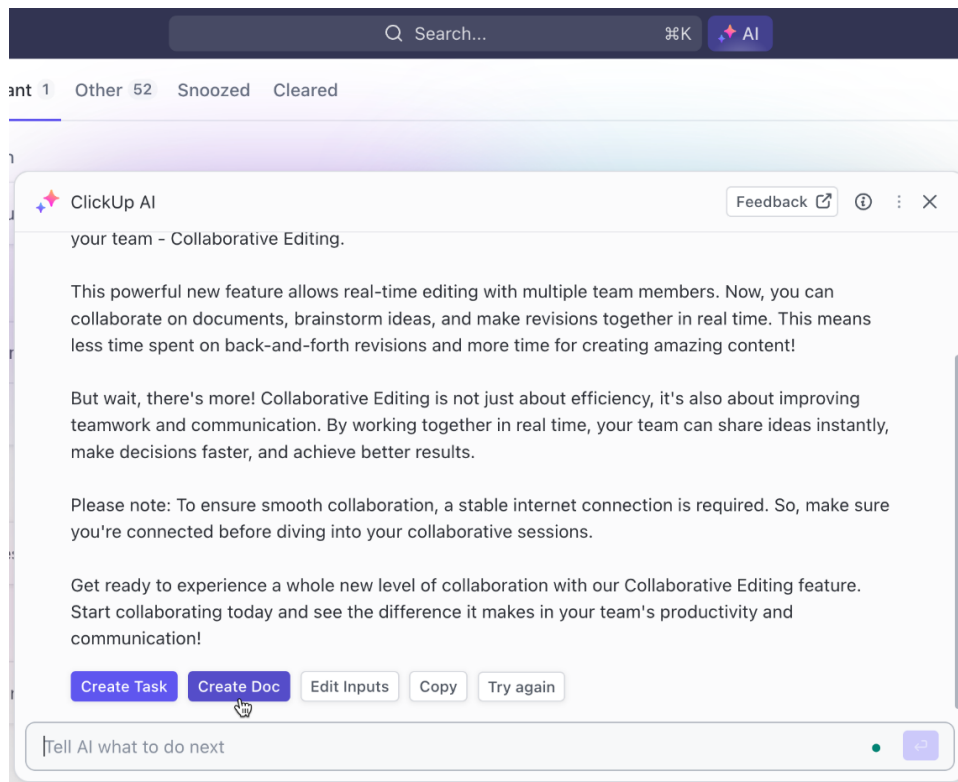 Search... ⌘K AI
ant 1 Other 52 Snoozed Cleared
ClickUp AI Feedback
your team - Collaborative Editing.
This powerful new feature allows real-time editing with multiple team members. Now, you can
collaborate on documents, brainstorm ideas, and make revisions together in real time. This means
less time spent on back-and-forth revisions and more time for creating amazing content!
But wait, there's more! Collaborative Editing is not just about efficiency, it's also about improving
teamwork and communication. By working together in real time, your team can share ideas instantly,
make decisions faster, and achieve better results.
Please note: To ensure smooth collaboration, a stable internet connection is required. So, make sure
you're connected before diving into your collaborative sessions.
Get ready to experience a whole new level of collaboration with our Collaborative Editing feature.
Start collaborating today and see the difference it makes in your team's productivity and
communication!
Create Task Create Doc Edit Inputs Copy Try again
Tell AI what to do next